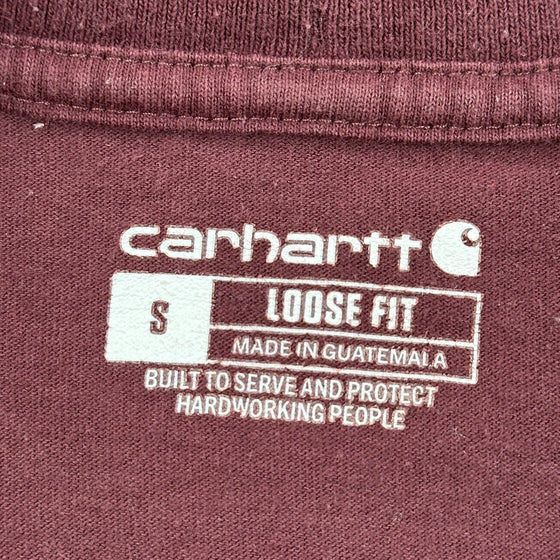 carhartt
S
LOOSE FIT
MADE IN GUATEMALA
BUILT TO SERVE AND PROTECT
HARDWORKING PEOPLE